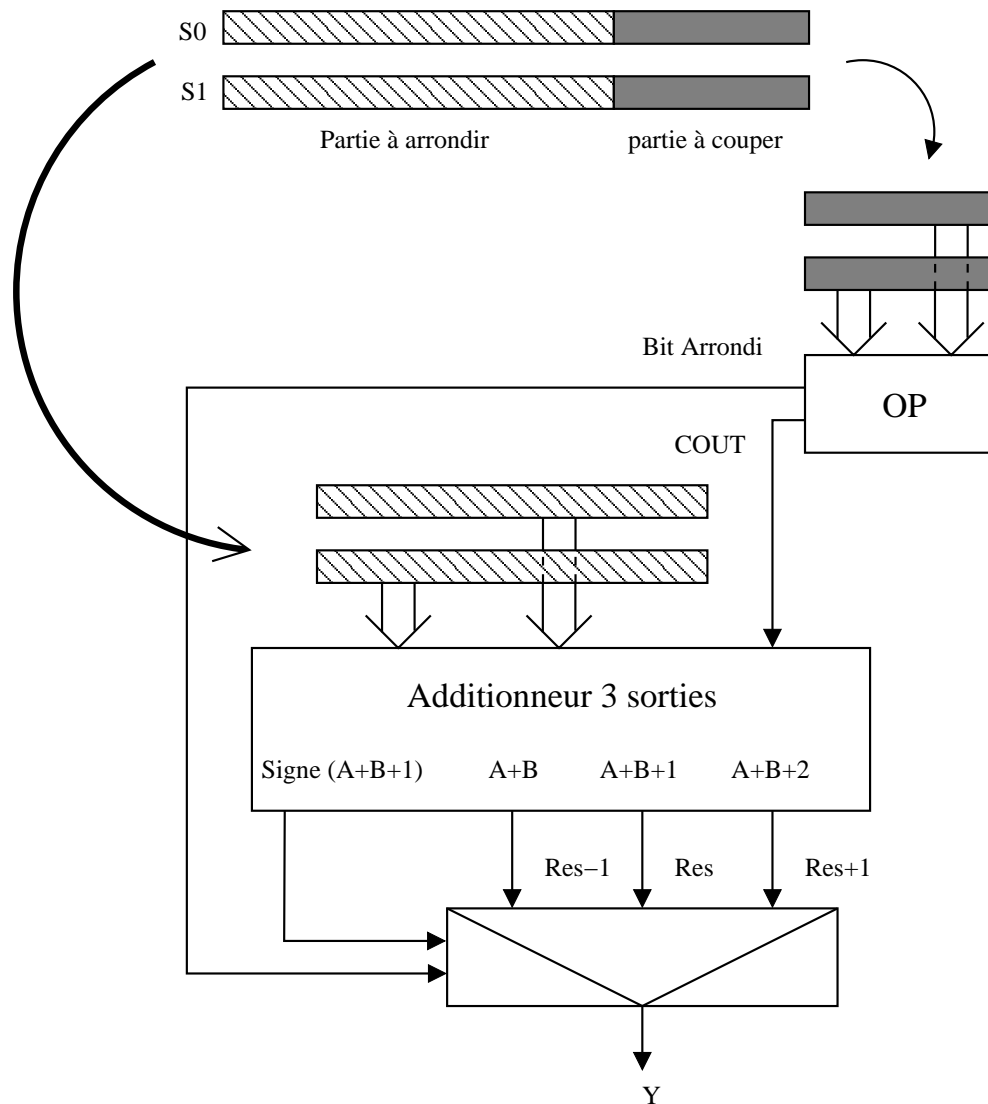 S0
S1
Partie à arrondir
partie à couper
Bit Arrondi
OP
COUT
Additionneur 3 sorties
Signe (A+B+1) A+B A+B+1 A+B+2
Res−1 Res Res+1
Y